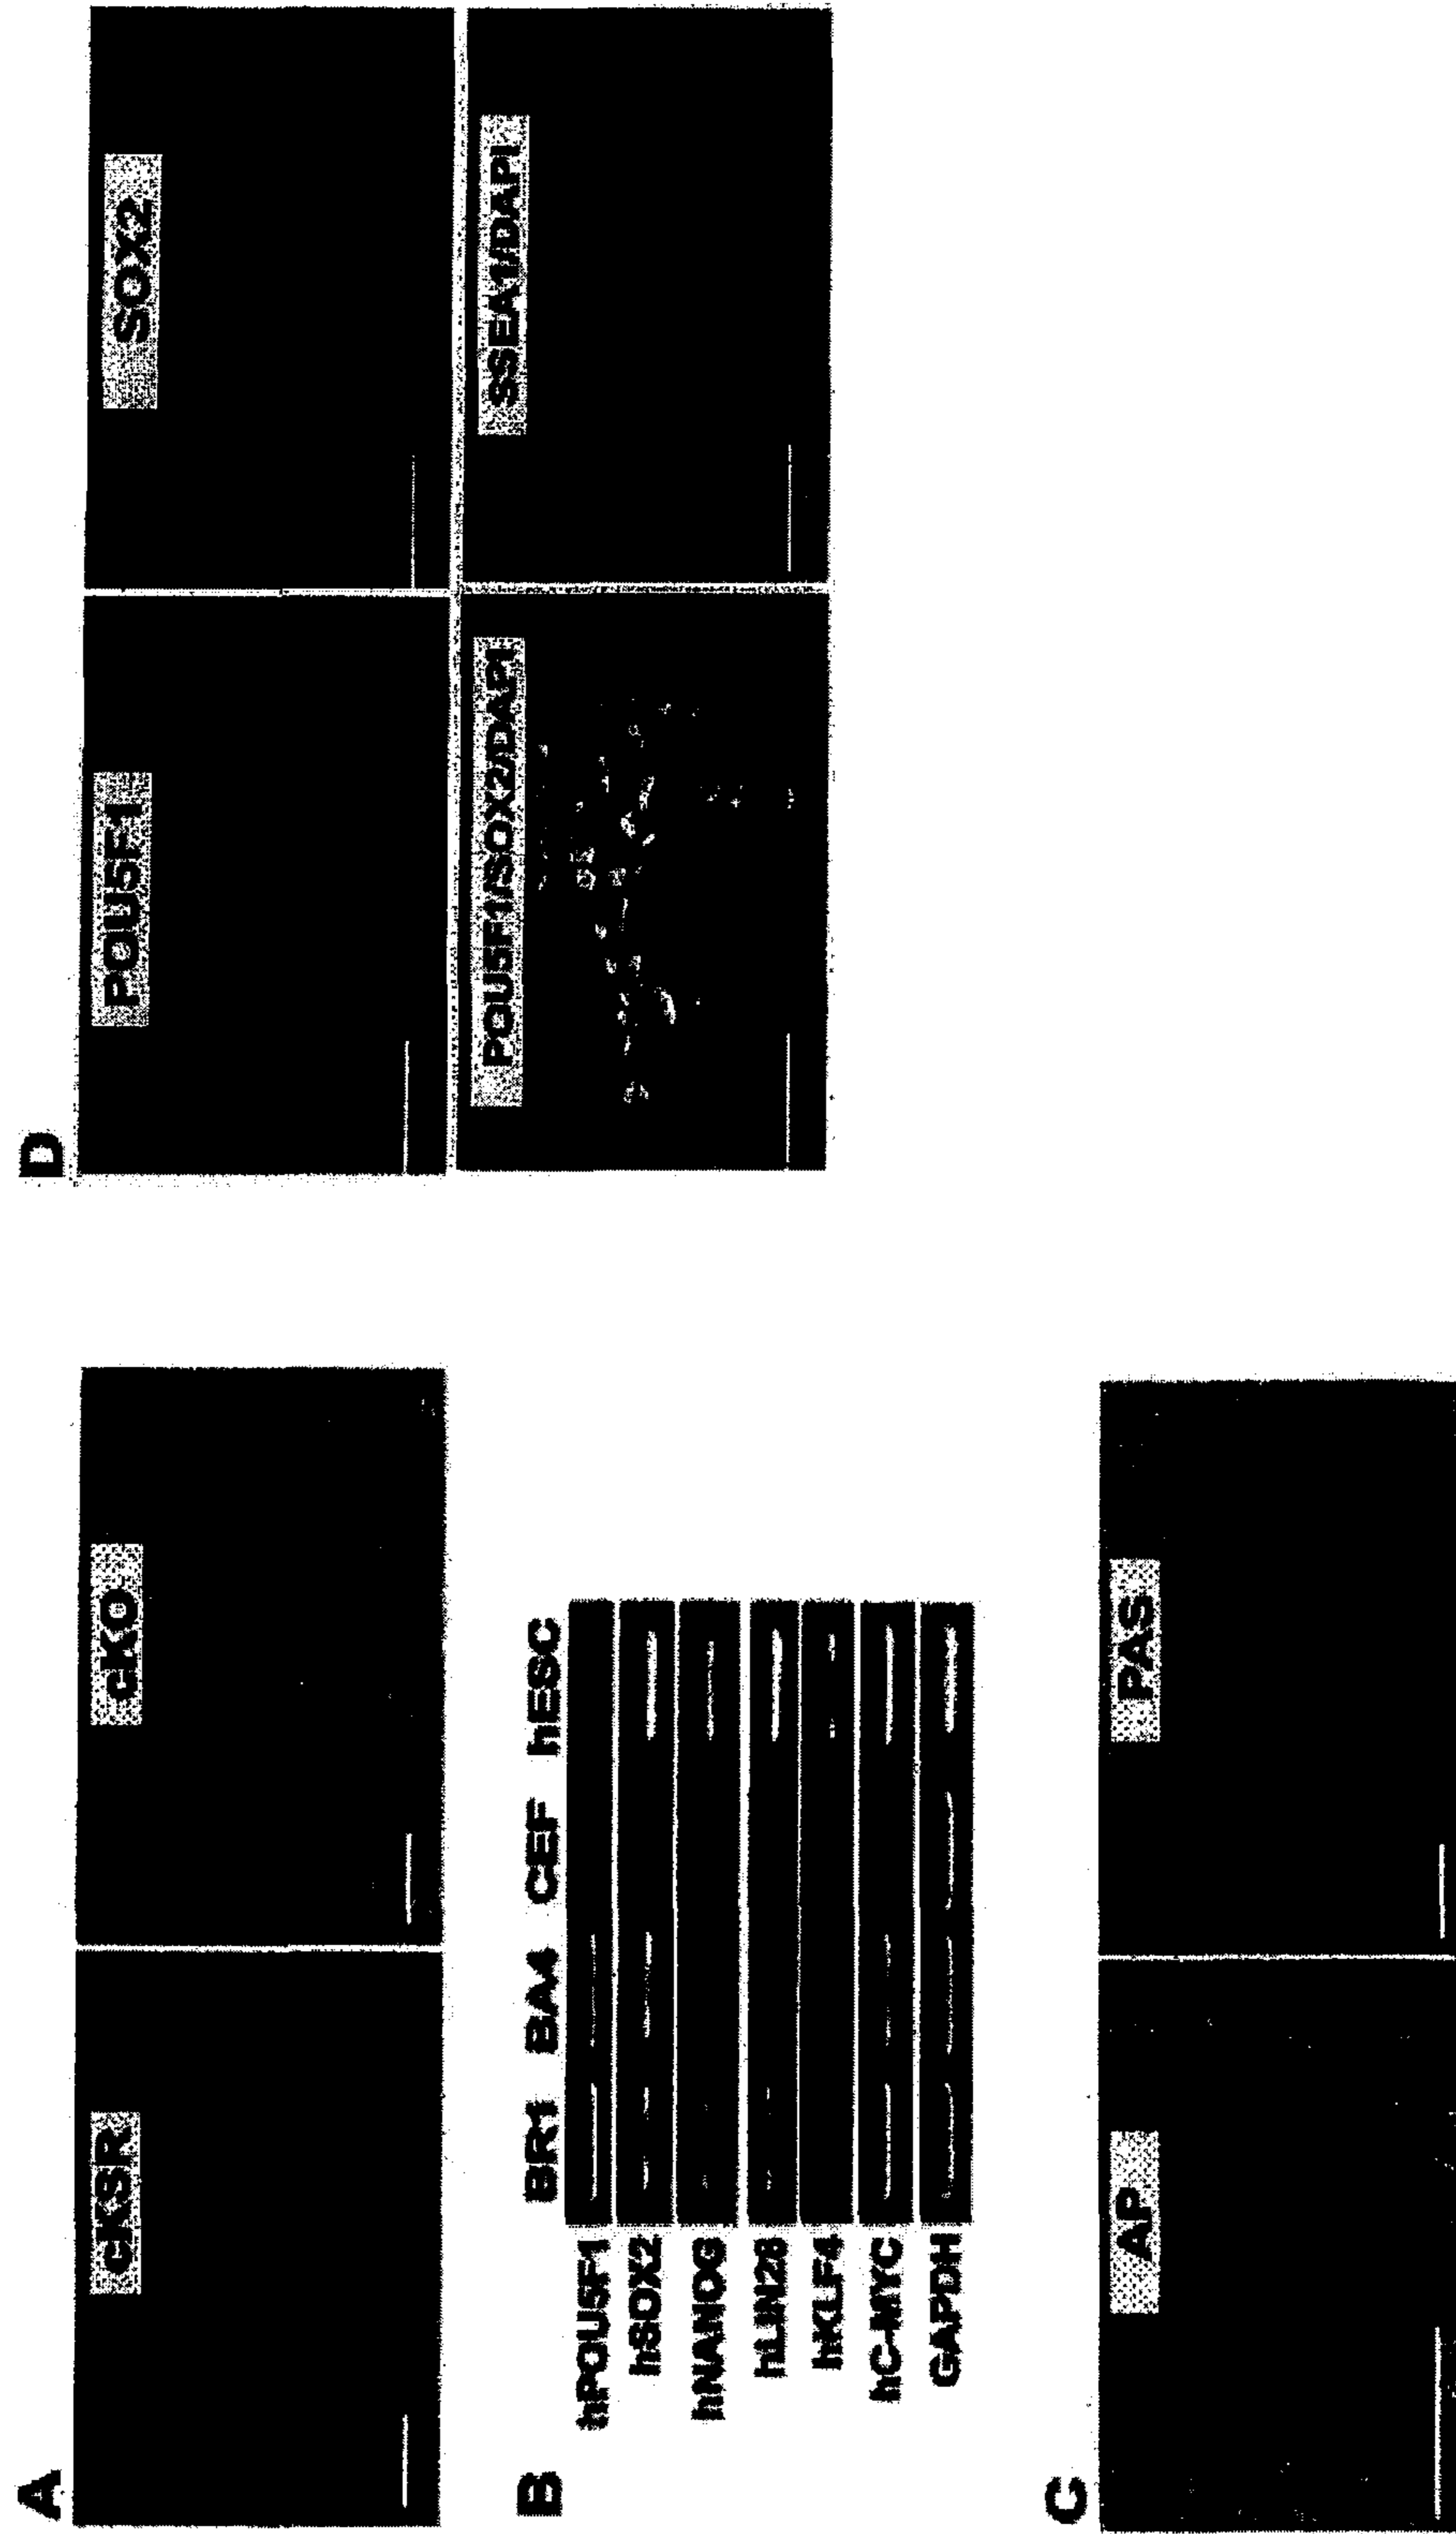 A
cKSR
cKO
B
BR1 BA4 CEF hESC
hPOU5F1
hSOX2
hNANOG
hLIN28
hKLF4
hC-MYC
GAPDH
C
AP
PAS
D
POU5F1
SOX2
POU5F1/SOX2/DAPI
SSEA1/DAPI